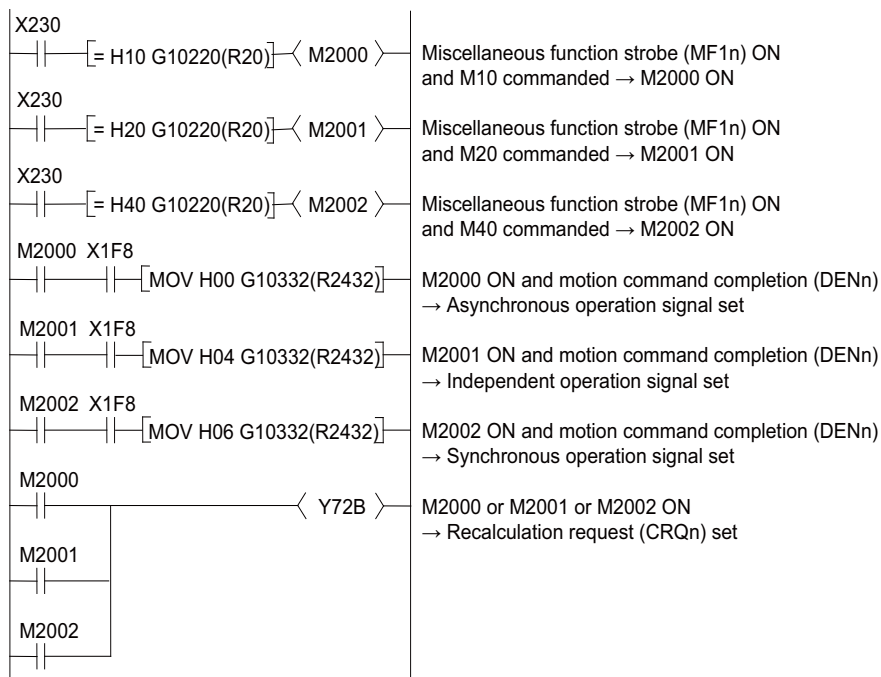 X230
[= H10 G10220(R20)] M2000 Miscellaneous function strobe (MF1n) ON
and M10 commanded → M2000 ON
X230
[= H20 G10220(R20)] M2001 Miscellaneous function strobe (MF1n) ON
and M20 commanded → M2001 ON
X230
[= H40 G10220(R20)] M2002 Miscellaneous function strobe (MF1n) ON
and M40 commanded → M2002 ON
M2000 X1F8
[MOV H00 G10332(R2432)] M2000 ON and motion command completion (DENn)
→ Asynchronous operation signal set
M2001 X1F8
[MOV H04 G10332(R2432)] M2001 ON and motion command completion (DENn)
→ Independent operation signal set
M2002 X1F8
[MOV H06 G10332(R2432)] M2002 ON and motion command completion (DENn)
→ Synchronous operation signal set
M2000
Y72B M2000 or M2001 or M2002 ON
→ Recalculation request (CRQn) set
M2001
M2002